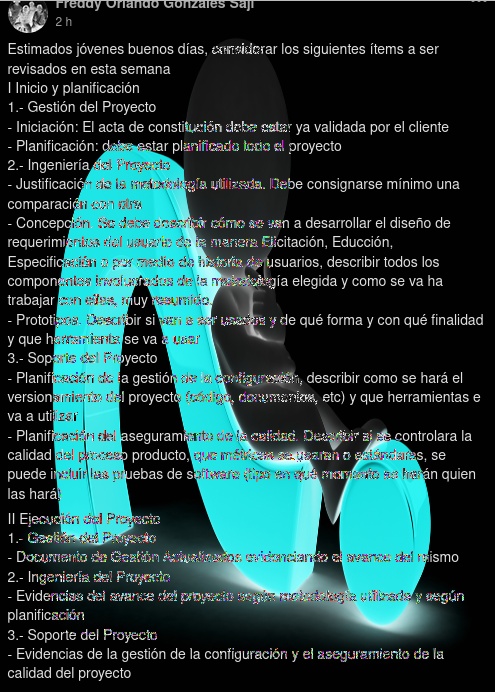 Freddy Orlando Gonzales Saji
2 h
Estimados jóvenes buenos días, considerar los siguientes ítems a ser
revisados en esta semana
I Inicio y planificación
1.- Gestión del Proyecto
- Iniciación: El acta de constitución debe estar ya validada por el cliente
- Planificación: debe estar planificado todo el proyecto
2.- Ingeniería del Proyecto
- Justificación de la metodología utilizada. Debe consignarse mínimo una
comparación con otra
- Concepción: Se debe describir cómo se van a desarrollar el diseño de
requerimientos del usuario de la manera Elicitación, Educción,
Especificación o por medio de historia de usuarios, describir todos los
componentes involucrados de la metodología elegida y como se va ha
trabajar con ellas, muy resumido.
- Prototipos. Describir si van a ser usados y de qué forma y con qué finalidad
y que herramienta se va a usar
3.- Soporte del Proyecto
- Planificación de la gestión de la configuración, describir como se hará el
versionamiento del proyecto (código, documentos, etc) y que herramientas e
va a utilizar
- Planificación del aseguramiento de la calidad. Describir si se controlara la
calidad del proceso producto, que métricas se usaran o estándares, se
puede incluir las pruebas de software (tipo en qué momento se harán quien
las hará)
II Ejecución del Proyecto
1.- Gestión del Proyecto
- Documento de Gestión Actualizados evidenciando el avance del mismo
2.- Ingeniería del Proyecto
- Evidencias del avance del proyecto según metodología utilizada y según
planificación
3.- Soporte del Proyecto
- Evidencias de la gestión de la configuración y el aseguramiento de la
calidad del proyecto